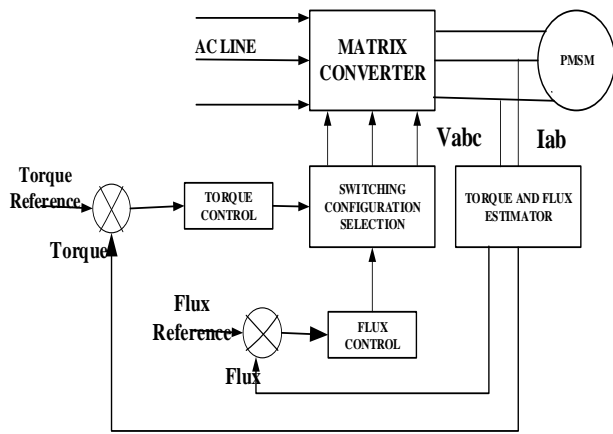 AC LINE
MATRIX
CONVERTER
PMSM
Vabc
Iab
Torque
Reference
TORQUE
CONTROL
SWITCHING
CONFIGURATION
SELECTION
TORQUE AND FLUX
ESTIMATOR
Torque
Flux
Reference
FLUX
CONTROL
Flux